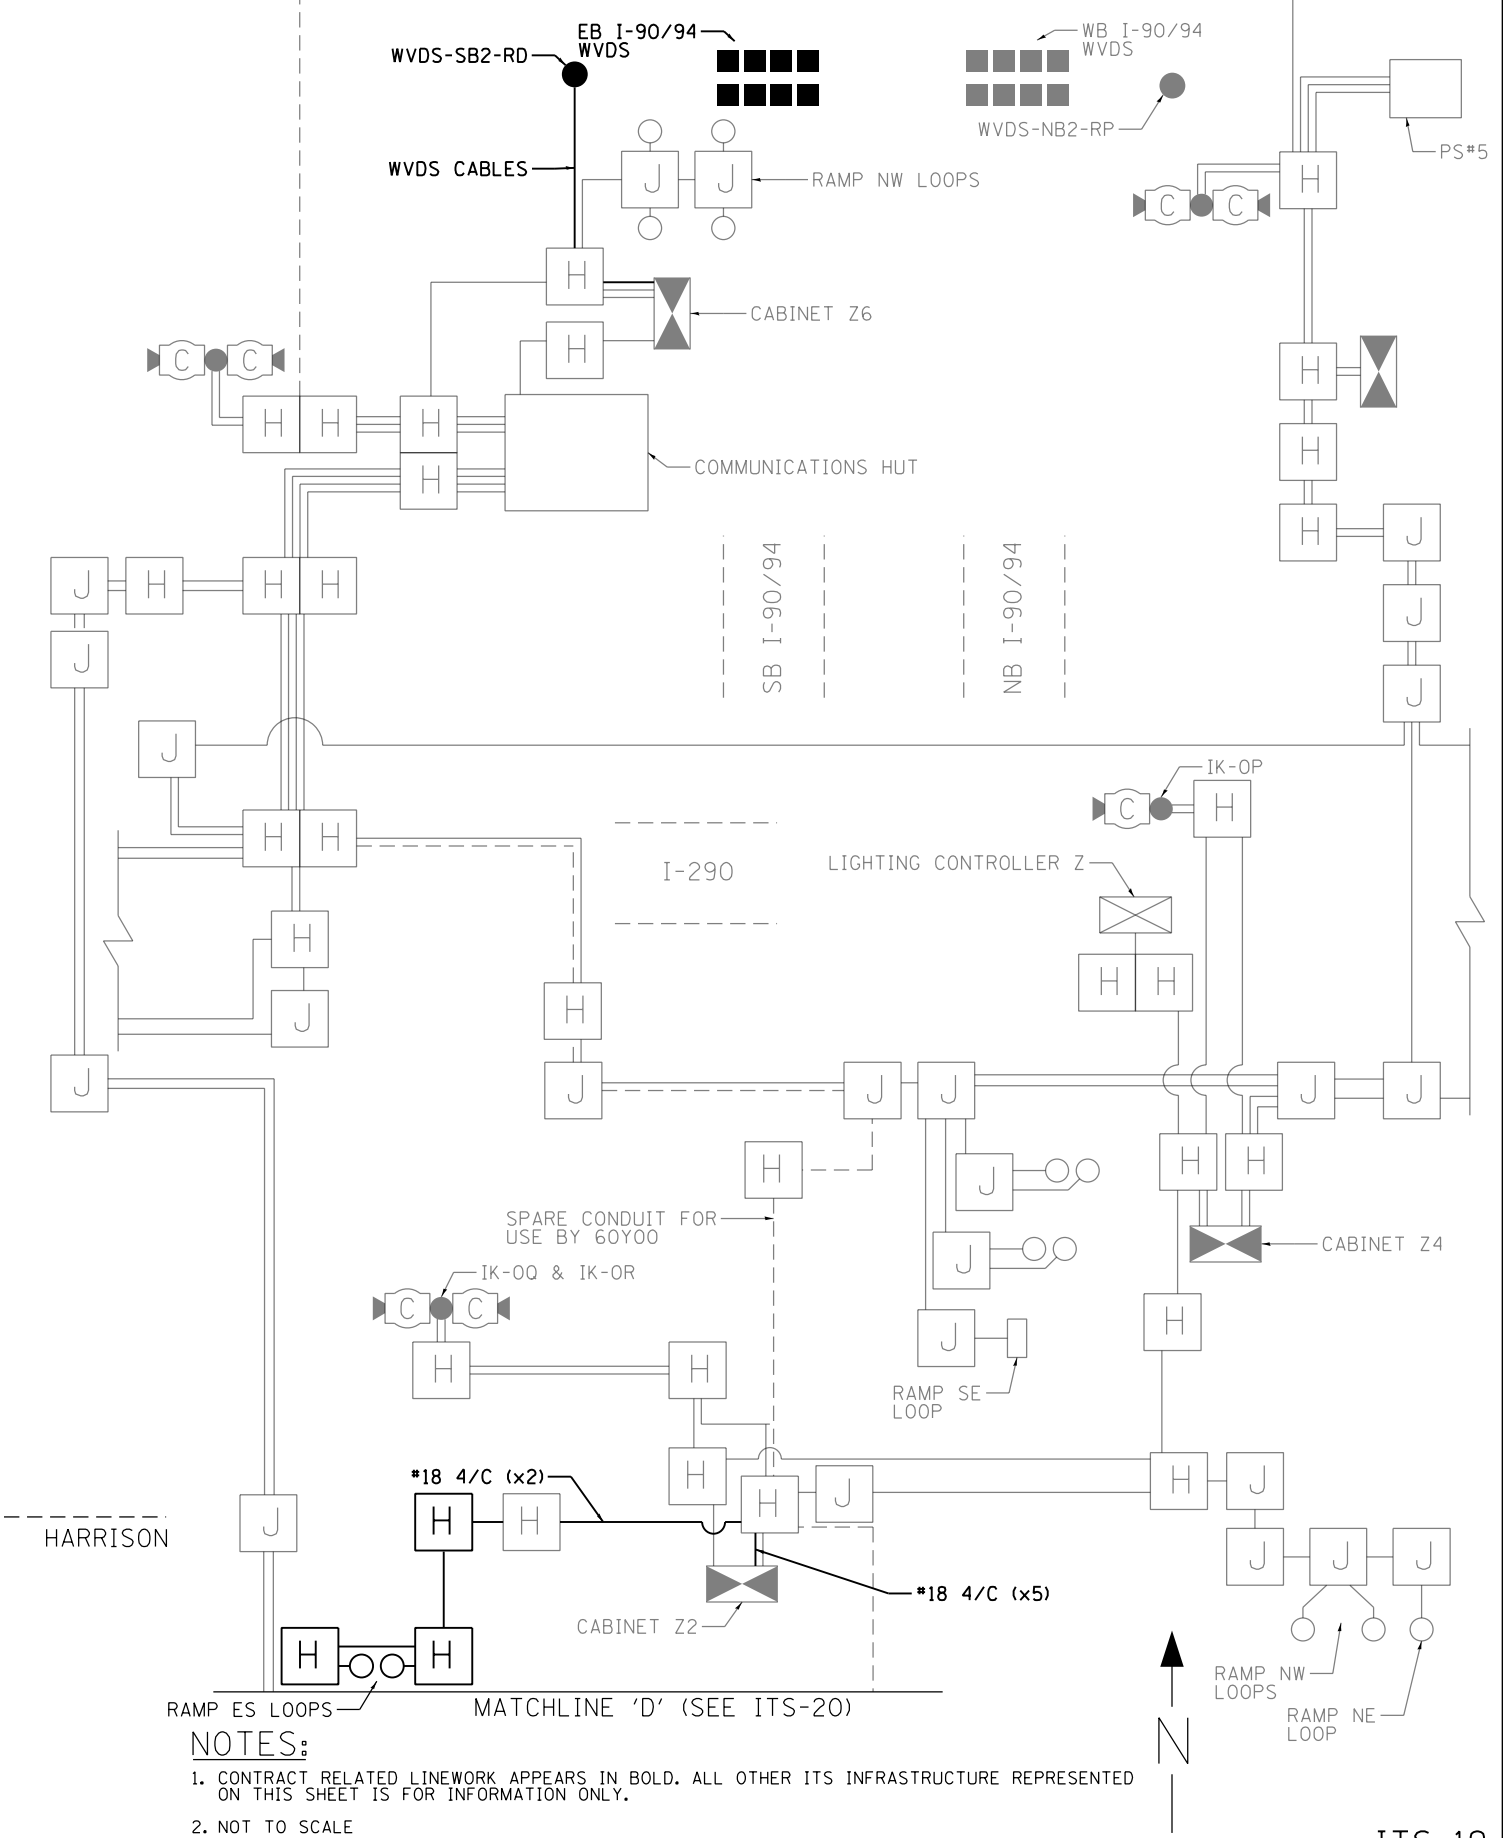 EB I-90/94
WVDS
WVDS-SB2-RD
WB I-90/94
WVDS
WVDS-NB2-RP
PS#5
WVDS CABLES
J
J
RAMP NW LOOPS
H
C
C
H
CABINET Z6
H
C
C
H
H
H
H
H
COMMUNICATIONS HUT
H
H
J
J
H
H
H
SB I-90/94
NB I-90/94
J
J
J
J
IK-OP
C
H
H
H
I-290
LIGHTING CONTROLLER Z
H
H
H
H
J
J
J
J
J
J
J
H
H
H
J
SPARE CONDUIT FOR
USE BY 60Y00
J
CABINET Z4
IK-OQ & IK-OR
C
C
H
H
J
H
RAMP SE
LOOP
#18 4/C (x2)
H
H
J
H
J
H
H
J
HARRISON
J
J
J
#18 4/C (x5)
CABINET Z2
H
H
RAMP NW
LOOPS
RAMP NE
LOOP
RAMP ES LOOPS
MATCHLINE 'D' (SEE ITS-20)
N
NOTES:
1. CONTRACT RELATED LINEWORK APPEARS IN BOLD. ALL OTHER ITS INFRASTRUCTURE REPRESENTED
ON THIS SHEET IS FOR INFORMATION ONLY.
2. NOT TO SCALE